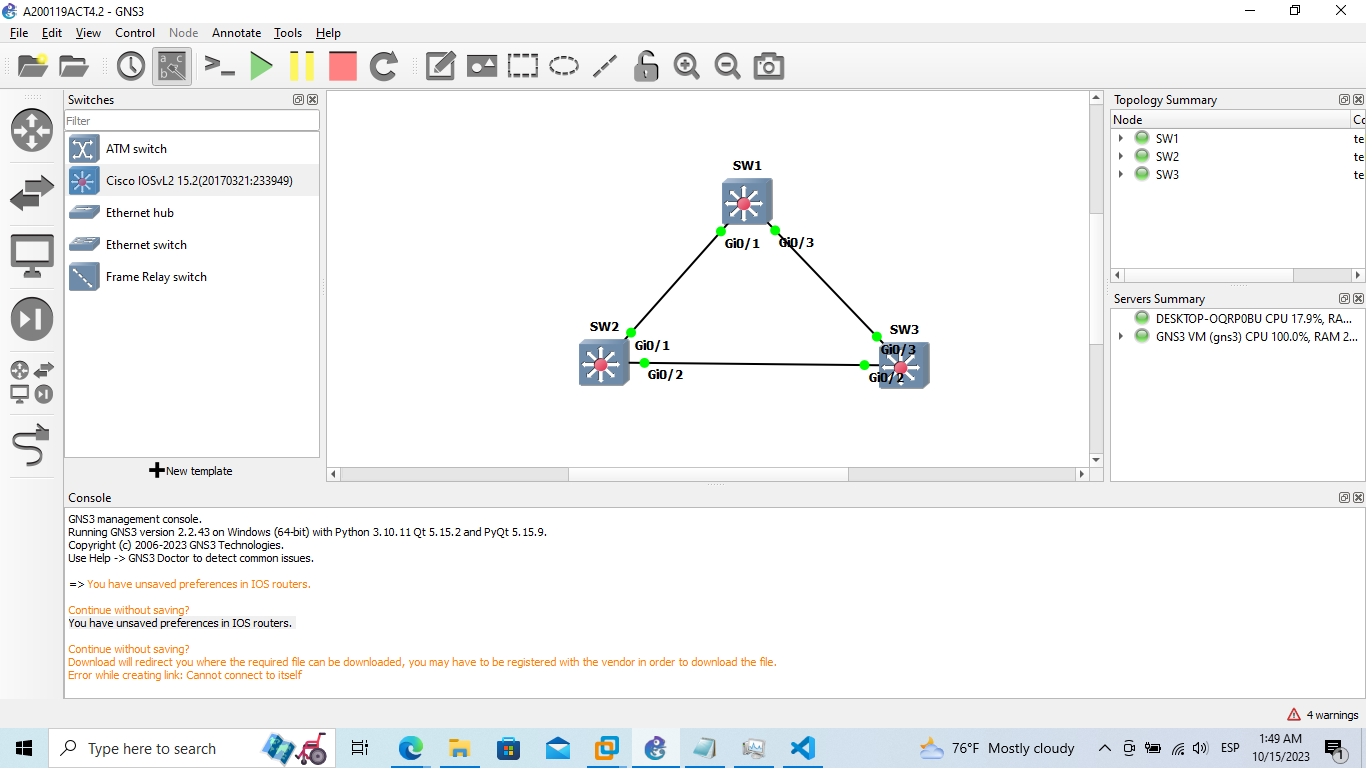 A200119ACT4.2 - GNS3
File Edit View Control Node Annotate Tools Help
Switches
Filter
ATM switch
Cisco IOSvL2 15.2(20170321:233949)
Ethernet hub
Ethernet switch
Frame Relay switch
New template
SW1
Gi0/1
Gi0/3
SW2
Gi0/1
Gi0/2
SW3
Gi0/3
Gi0/2
Topology Summary
Node Co
SW1 te
SW2 te
SW3 te
Servers Summary
DESKTOP-OQRP0BU CPU 17.9%, RA...
GNS3 VM (gns3) CPU 100.0%, RAM 2...
Console
GNS3 management console.
Running GNS3 version 2.2.43 on Windows (64-bit) with Python 3.10.11 Qt 5.15.2 and PyQt 5.15.9.
Copyright (c) 2006-2023 GNS3 Technologies.
Use Help -> GNS3 Doctor to detect common issues.
=> You have unsaved preferences in IOS routers.
Continue without saving?
You have unsaved preferences in IOS routers.
Continue without saving?
Download will redirect you where the required file can be downloaded, you may have to be registered with the vendor in order to download the file.
Error while creating link: Cannot connect to itself
4 warnings
Type here to search
76°F Mostly cloudy
ESP
1:49 AM
10/15/2023
1